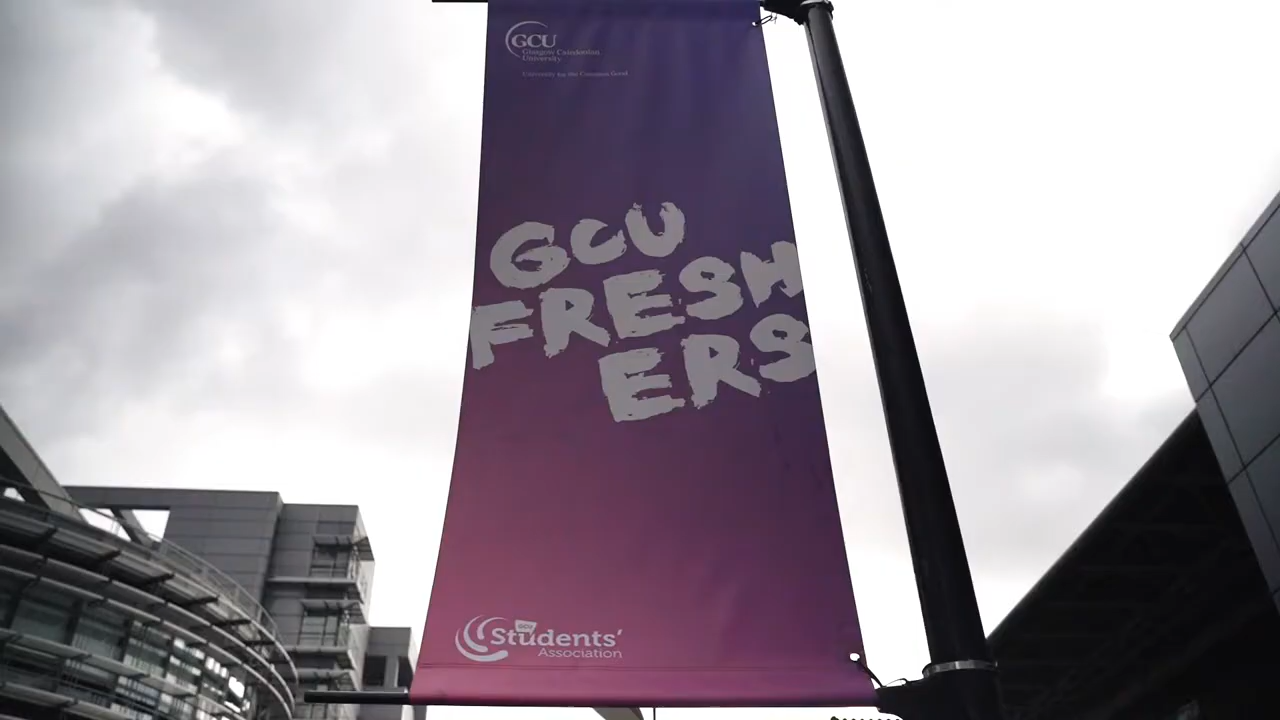 GCU
Glasgow Caledonian
University
University for the Common Good
GCU
FRESH
ERS
GCU
Students'
Association